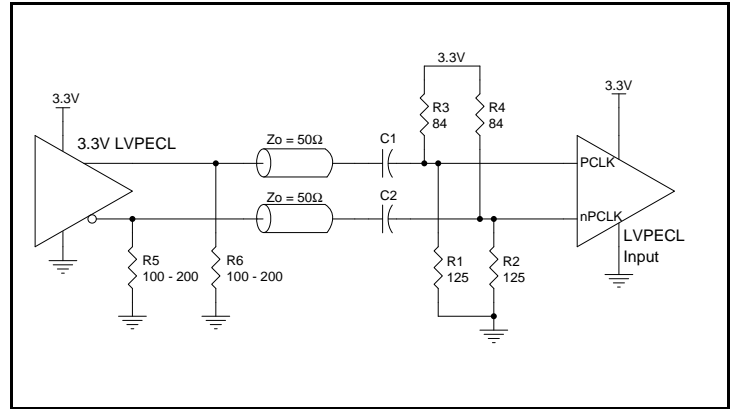 3.3V
3.3V
3.3V
R3
84
R4
84
3.3V LVPECL
Zo = 50Ω
C1
PCLK
Zo = 50Ω
C2
nPCLK
LVPECL
Input
R5
100 - 200
R6
100 - 200
R1
125
R2
125